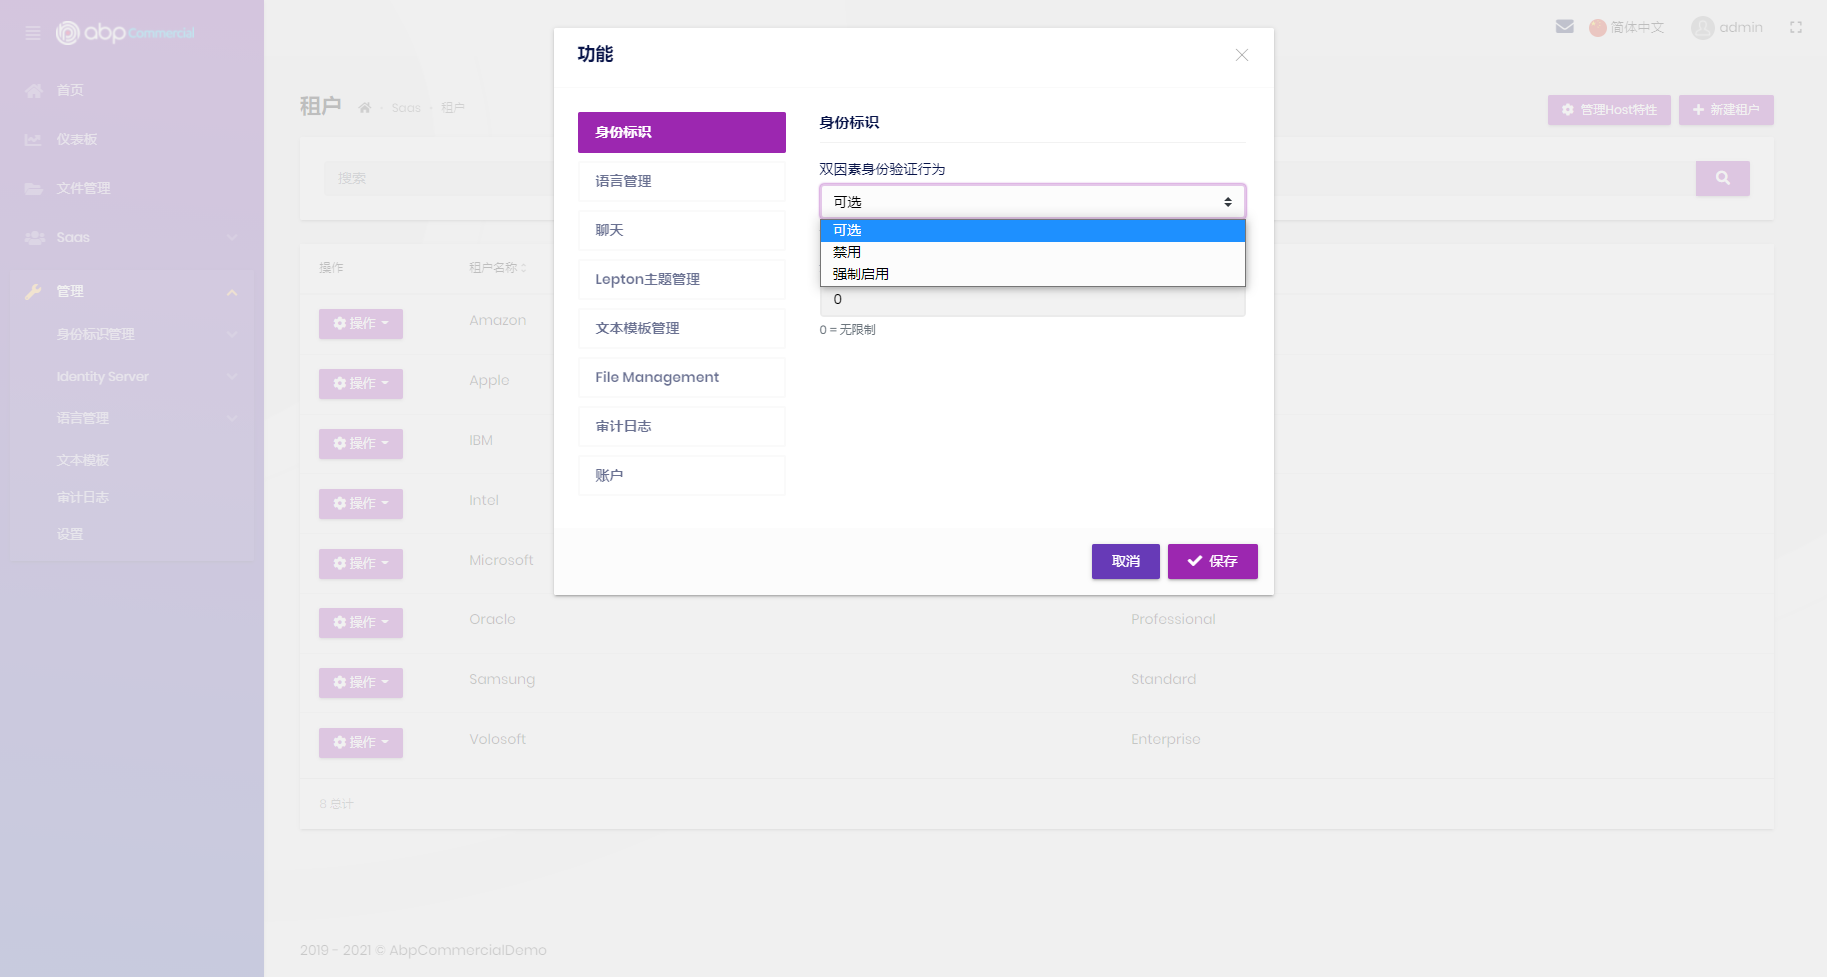 abp Commercial
简体中文
admin
首页
仪表板
文件管理
Saas
管理
身份标识管理
Identity Server
语言管理
文本模板
审计日志
设置
租户
Saas
租户
管理Host特性
新建租户
搜索
操作
租户名称
操作
Amazon
操作
Apple
操作
IBM
操作
Intel
操作
Microsoft
操作
Oracle
Professional
操作
Samsung
Standard
操作
Volosoft
Enterprise
8 总计
2019 - 2021 © AbpCommercialDemo
功能
身份标识
语言管理
聊天
Lepton主题管理
文本模板管理
File Management
审计日志
账户
身份标识
双因素身份验证行为
可选
可选
禁用
强制启用
0
0 = 无限制
取消
保存